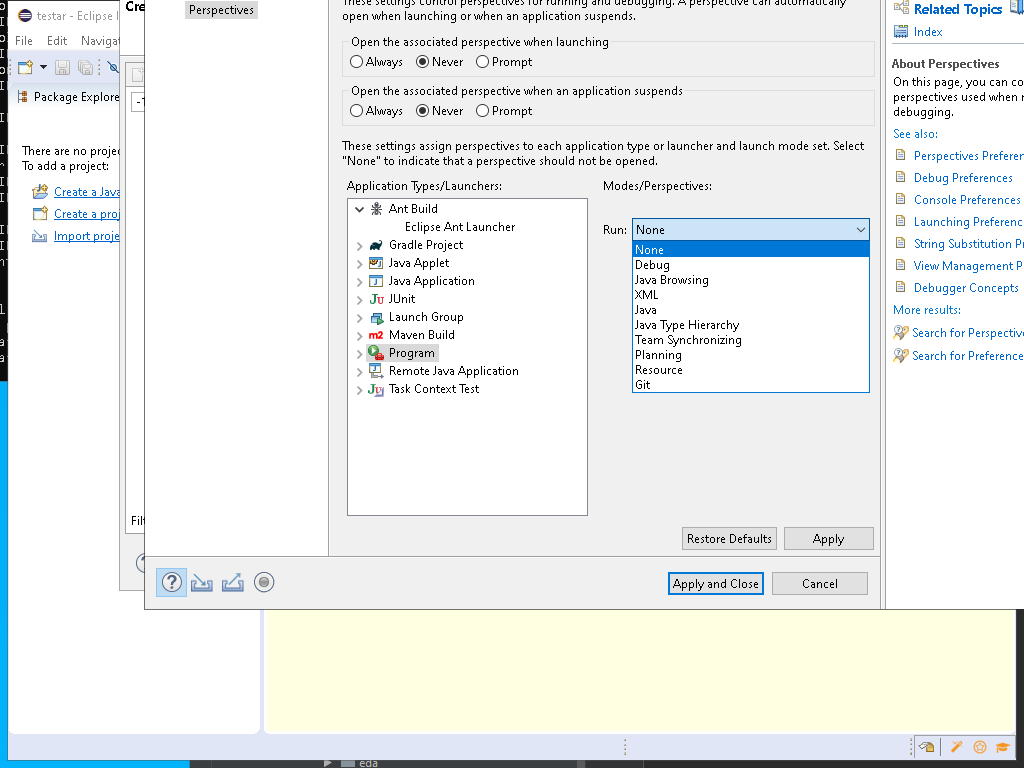 testar - Eclipse I
Cre
Perspectives
These settings control perspectives for running and debugging. A perspective can automatically
open when launching or when an application suspends.
Related Topics
File Edit Navigat
Open the associated perspective when launching
Index
Always Never Prompt
About Perspectives
On this page, you can co
perspectives used when r
debugging.
Package Explore
-1
Open the associated perspective when an application suspends
Always Never Prompt
See also:
There are no projec
To add a project:
Create a Java
Create a proj
Import proje
These settings assign perspectives to each application type or launcher and launch mode set. Select
"None" to indicate that a perspective should not be opened.
Perspectives Preferen
Debug Preferences
Console Preferences
Launching Preferenc
String Substitution Pr
View Management P
Debugger Concepts
More results:
Search for Perspective
Search for Preference
Application Types/Launchers:
Ant Build
Eclipse Ant Launcher
Gradle Project
Java Applet
Java Application
JUnit
Launch Group
Maven Build
Program
Remote Java Application
Task Context Test
Modes/Perspectives:
Run: None
None
Debug
Java Browsing
XML
Java
Java Type Hierarchy
Team Synchronizing
Planning
Resource
Git
Filt
Restore Defaults Apply
Apply and Close Cancel
eda